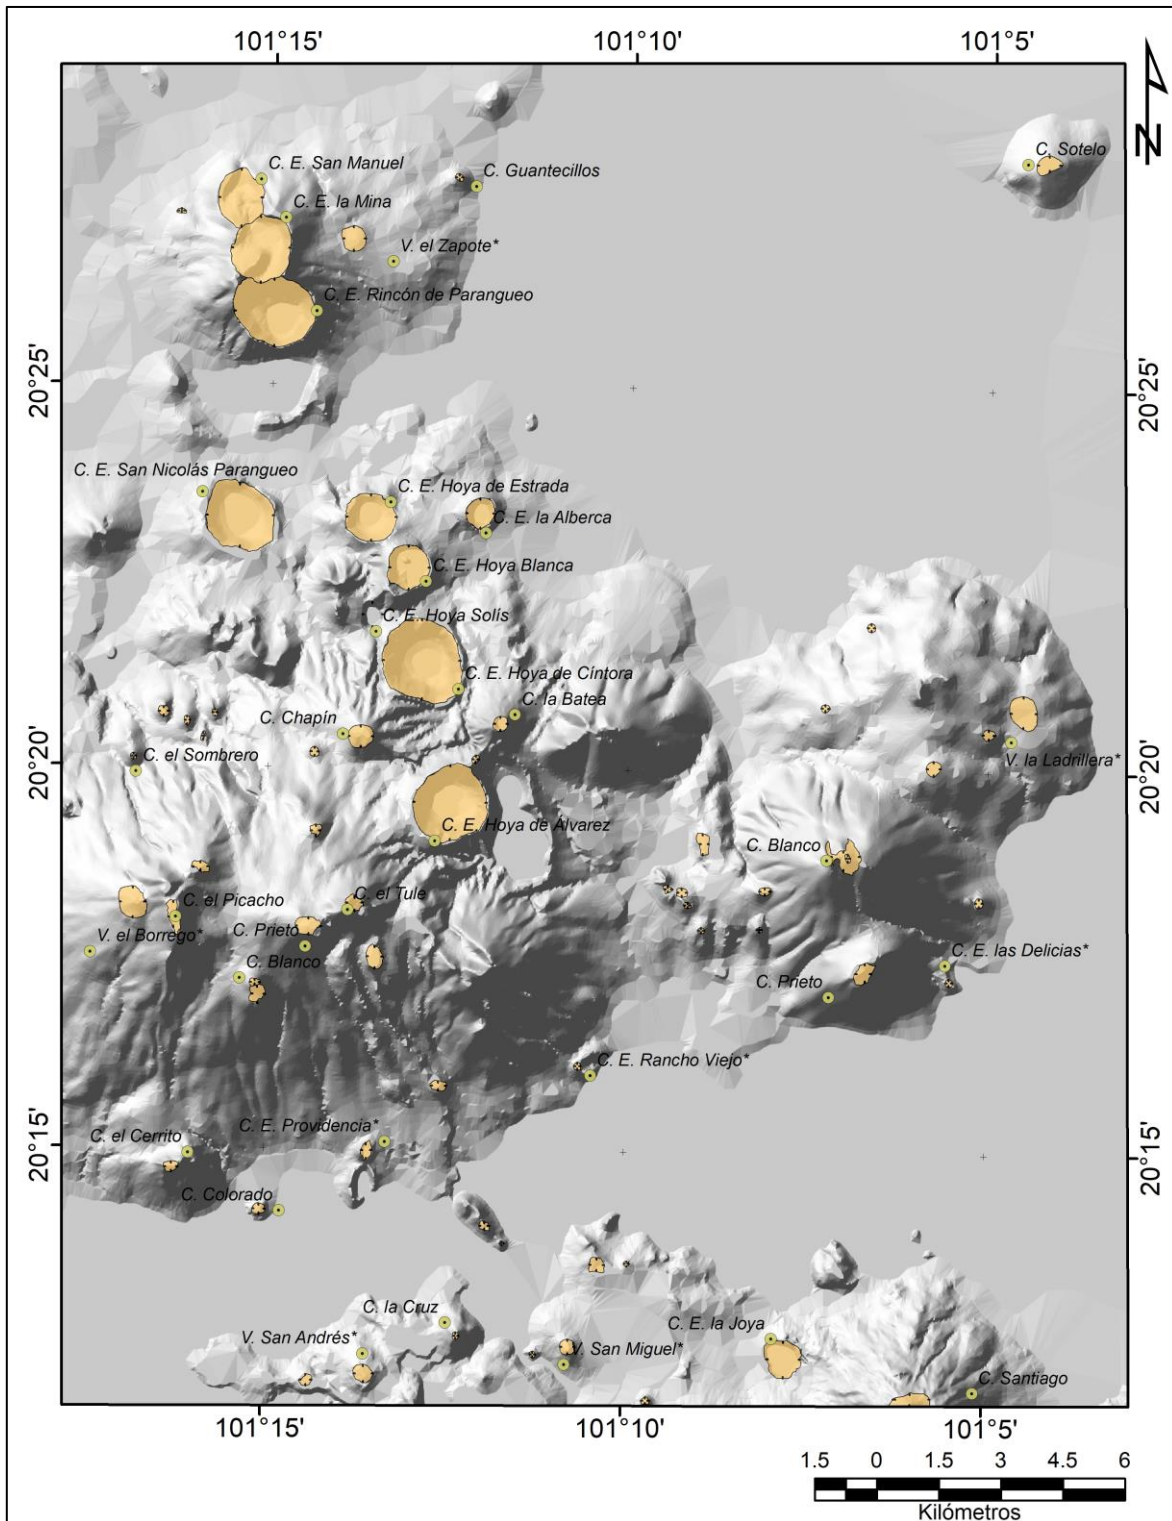 101°15'
101°10'
101°5'
N
C. Sotelo
C. E. San Manuel
C. Guantecillos
C. E. la Mina
V. el Zapote*
C. E. Rincón de Parangueo
20°25'
20°25'
C. E. San Nicolás Parangueo
C. E. Hoya de Estrada
C. E. la Alberca
C. E. Hoya Blanca
C. E. Hoya Solís
C. E. Hoya de Cíntora
C. la Batea
C. Chapín
C. el Sombrero
V. la Ladrillera*
20°20'
20°20'
C. E. Hoya de Álvarez
C. Blanco
C. el Tule
C. el Picacho
V. el Borrego*
C. Prieto
C. Blanco
C. E. las Delicias*
C. Prieto
C. E. Rancho Viejo*
C. E. Providencia*
C. el Cerrito
20°15'
20°15'
C. Colorado
C. la Cruz
V. San Andrés*
C. E. la Joya
V. San Miguel*
C. Santiago
101°15'
101°10'
101°5'
1.5 0 1.5 3 4.5 6
Kilómetros